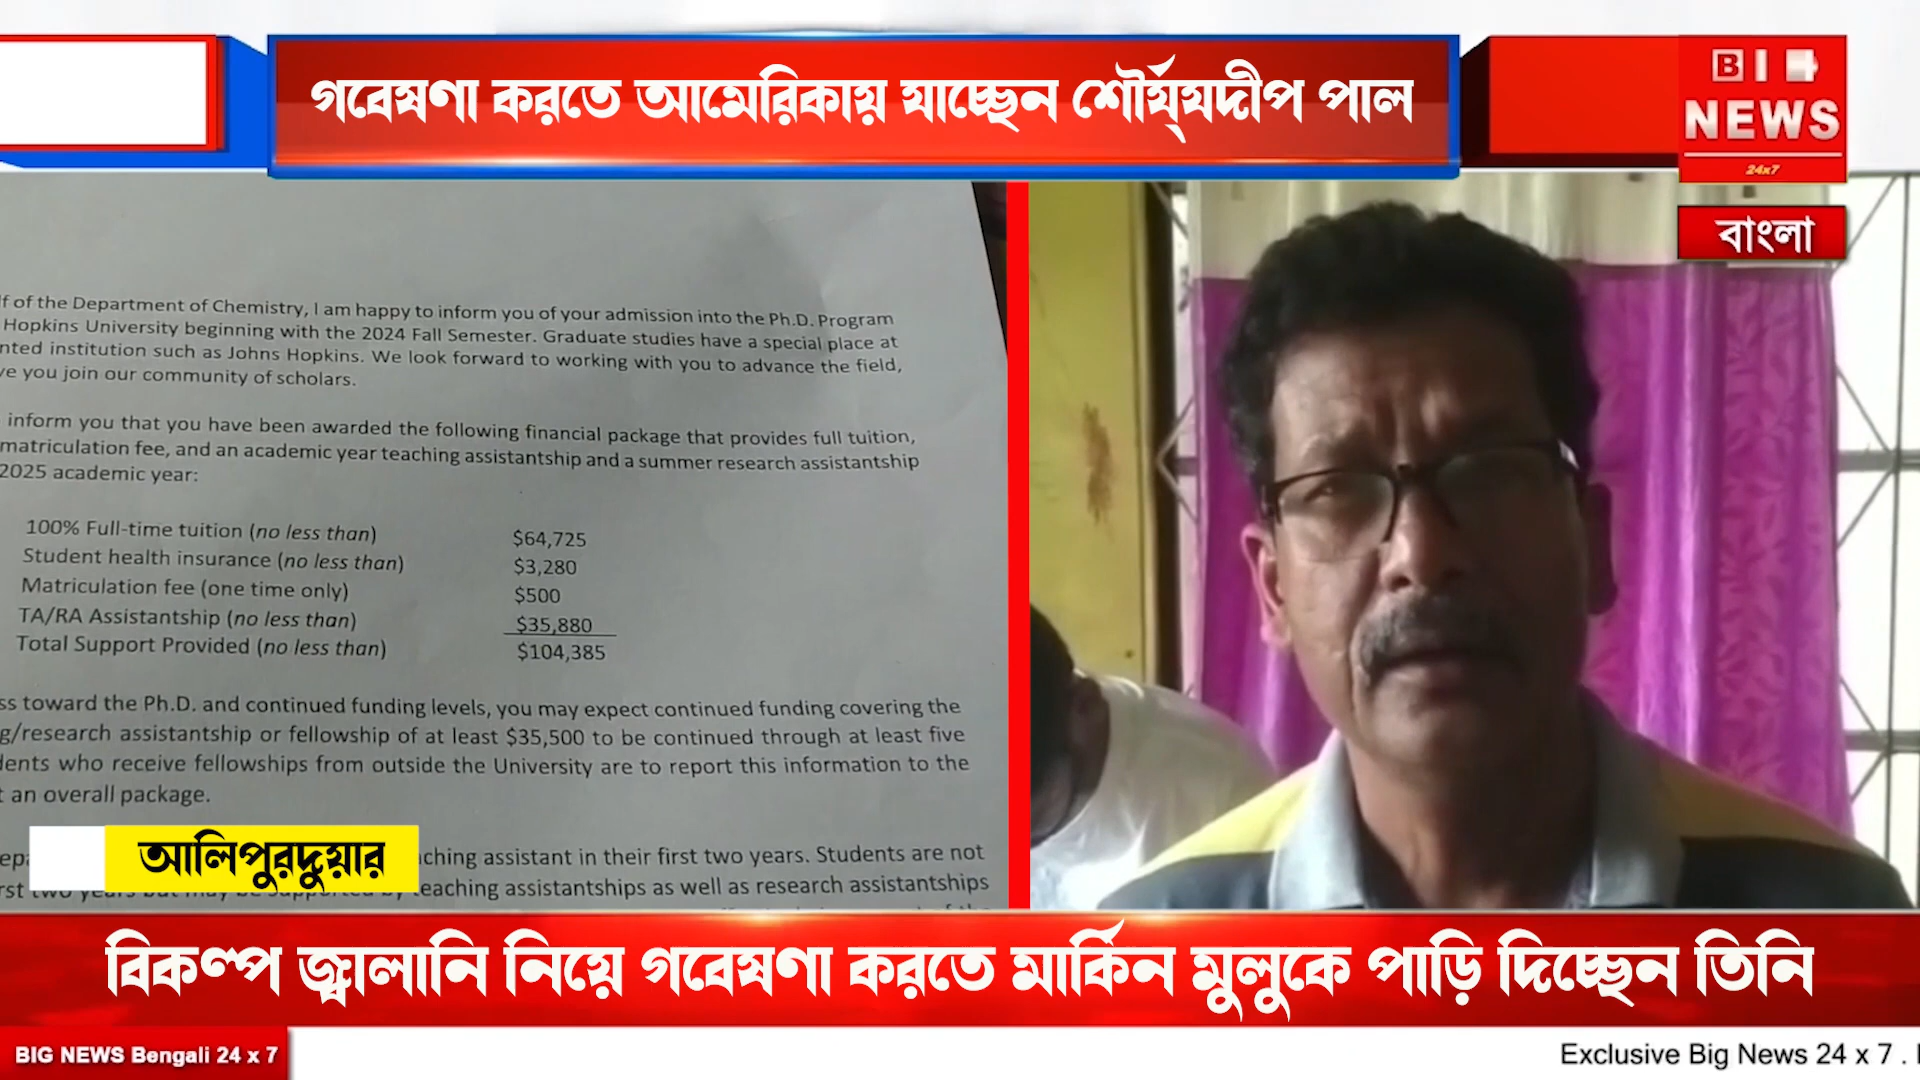 গবেষণা করতে আমেরিকায় যাচ্ছেন শৌর্য্যদীপ পাল
BIG
NEWS
24x7
বাংলা
f of the Department of Chemistry, I am happy to inform you of your admission into the Ph.D. Program
Hopkins University beginning with the 2024 Fall Semester. Graduate studies have a special place at
nted institution such as Johns Hopkins. We look forward to working with you to advance the field,
ve you join our community of scholars.
inform you that you have been awarded the following financial package that provides full tuition,
matriculation fee, and an academic year teaching assistantship and a summer research assistantship
2025 academic year:
100% Full-time tuition (no less than) $64,725
Student health insurance (no less than) $3,280
Matriculation fee (one time only) $500
TA/RA Assistantship (no less than) $35,880
Total Support Provided (no less than) $104,385
ss toward the Ph.D. and continued funding levels, you may expect continued funding covering the
g/research assistantship or fellowship of at least $35,500 to be continued through at least five
dents who receive fellowships from outside the University are to report this information to the
t an overall package.
আলিপুরদুয়ার
ching assistant in their first two years. Students are not
rst two years but may be supported by teaching assistantships as well as research assistantships
বিকল্প জ্বালানি নিয়ে গবেষণা করতে মার্কিন মুলুকে পাড়ি দিচ্ছেন তিনি
BIG NEWS Bengali 24 x 7
Exclusive Big News 24 x 7 .